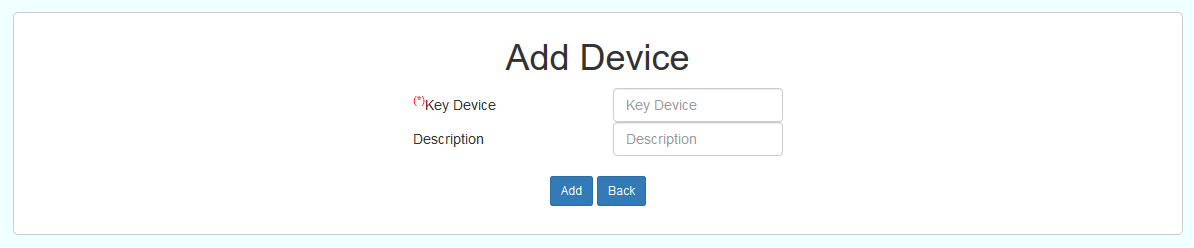 Add Device
(*)Key Device Key Device
Description Description
Add Back